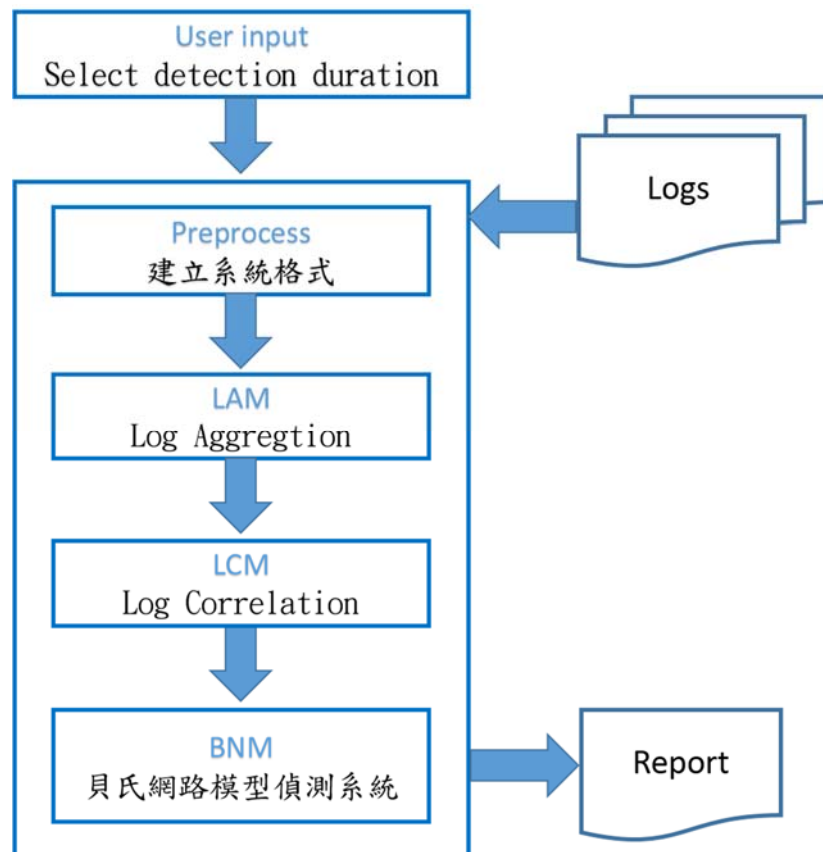 User input
Select detection duration
Logs
Preprocess
建立系統格式
LAM
Log Aggregtion
LCM
Log Correlation
BNM
貝氏網路模型偵測系統
Report